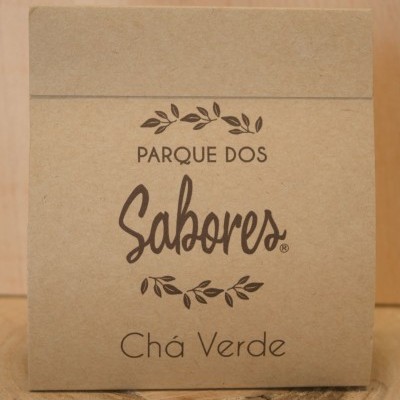 PARQUE DOS
Sabores®
Chá Verde